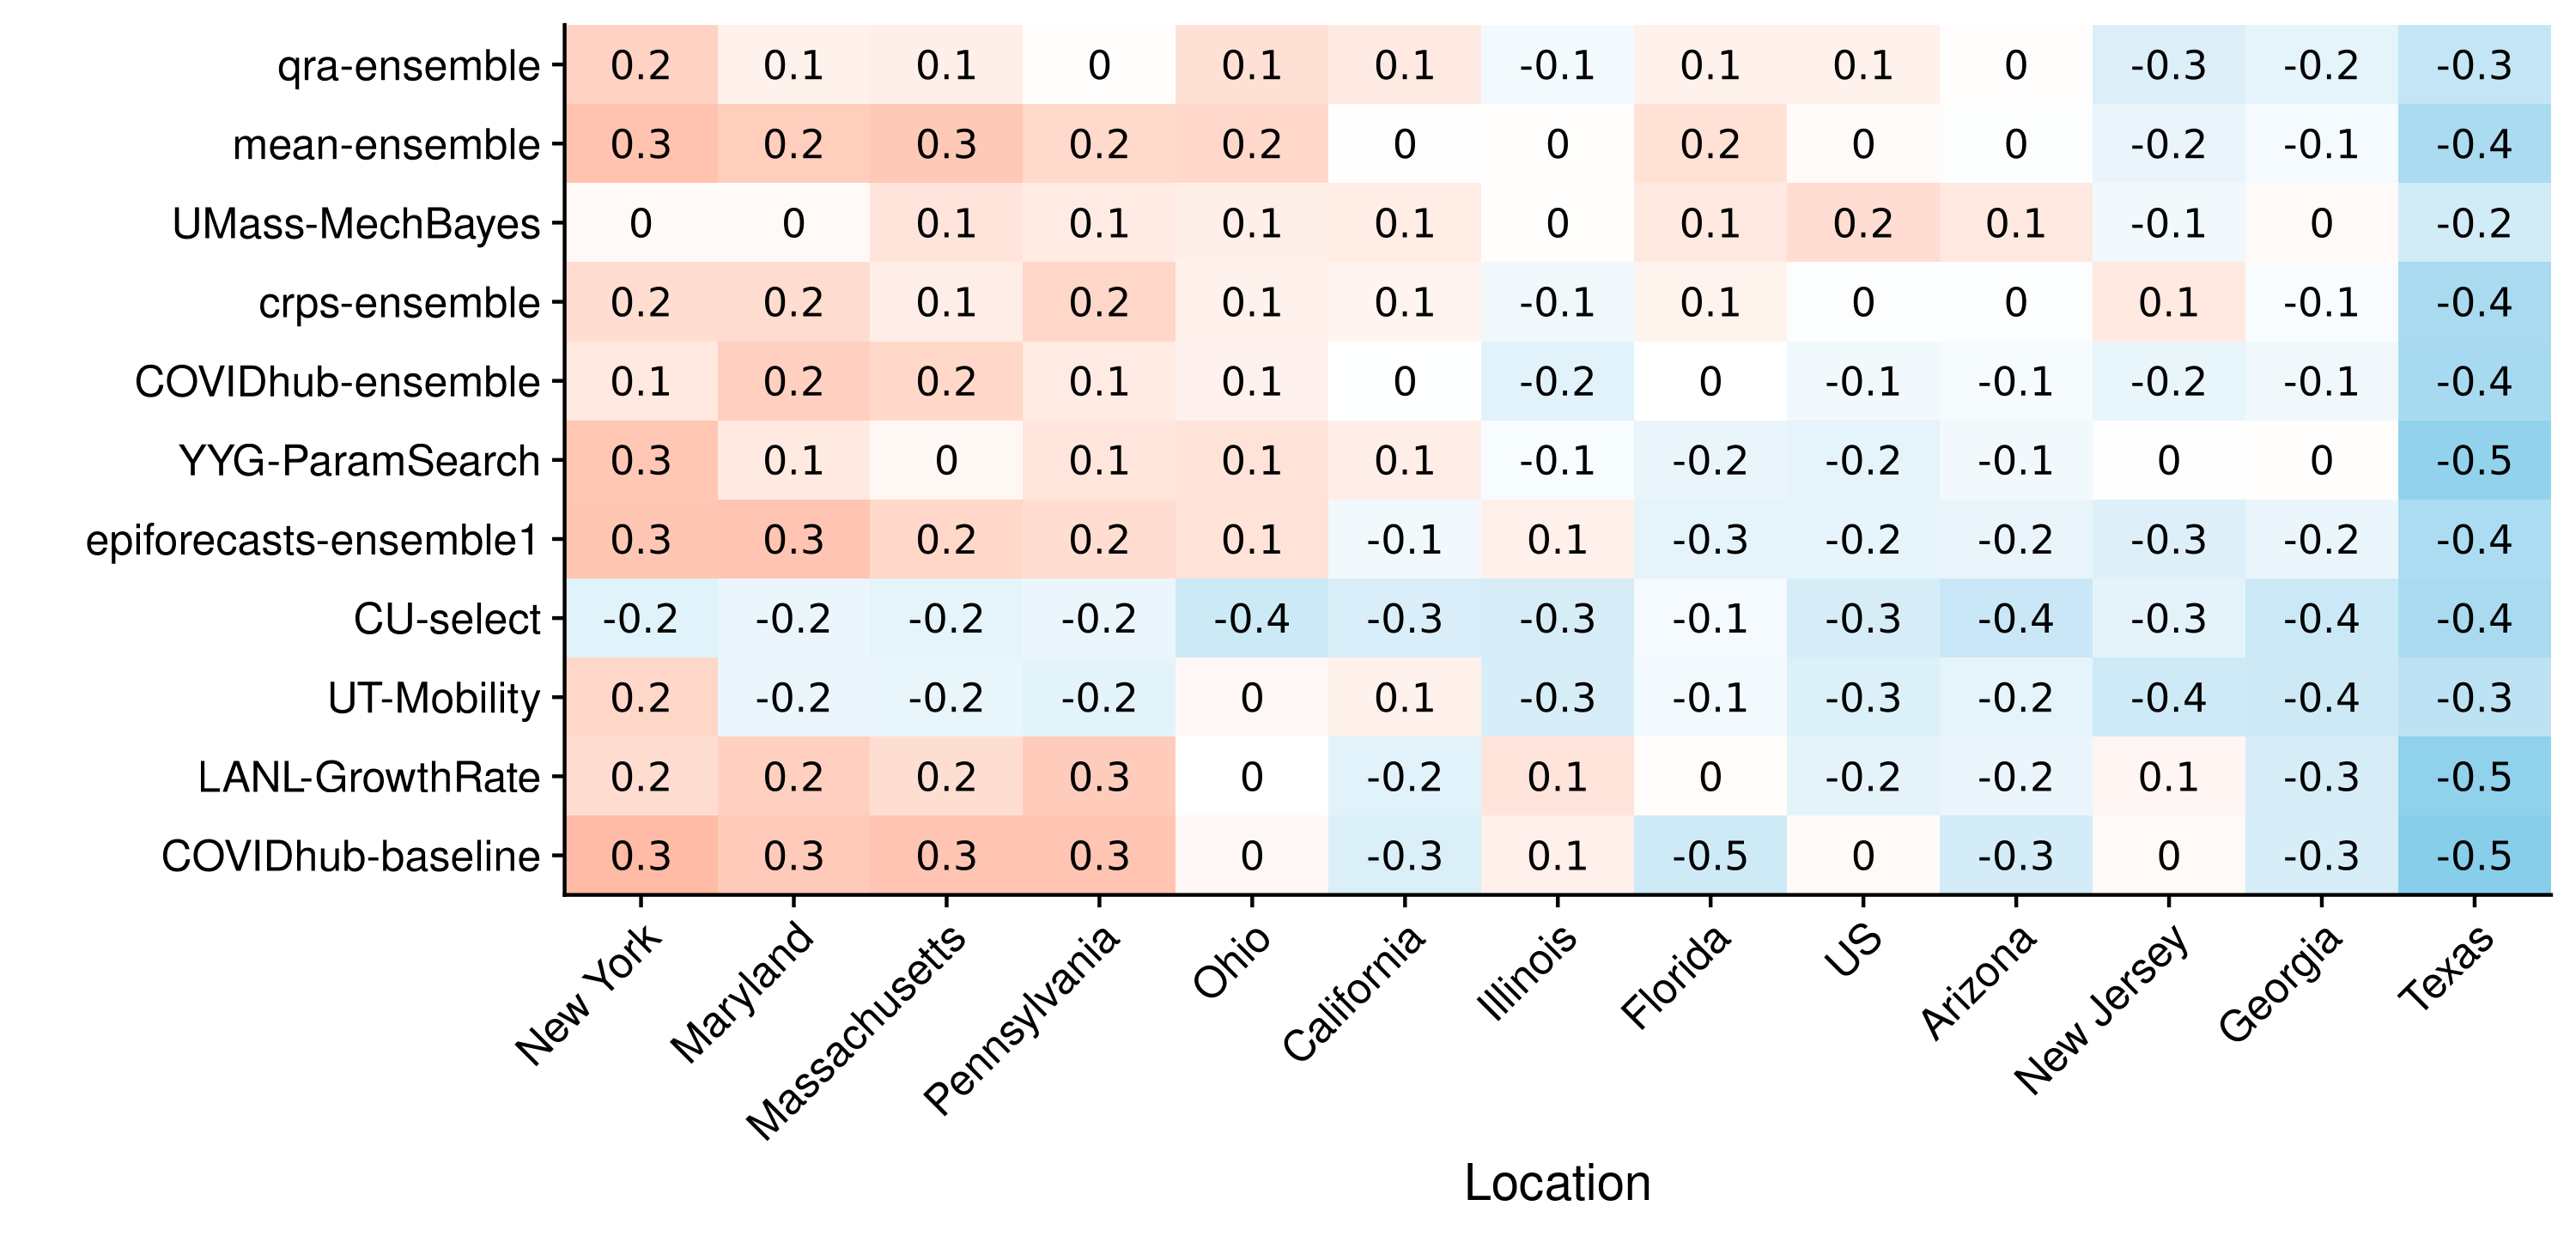 qra-ensemble 0.2 0.1 0.1 0 0.1 0.1 -0.1 0.1 0.1 0 -0.3 -0.2 -0.3
mean-ensemble 0.3 0.2 0.3 0.2 0.2 0 0 0.2 0 0 -0.2 -0.1 -0.4
UMass-MechBayes 0 0 0.1 0.1 0.1 0.1 0 0.1 0.2 0.1 -0.1 0 -0.2
crps-ensemble 0.2 0.2 0.1 0.2 0.1 0.1 -0.1 0.1 0 0 0.1 -0.1 -0.4
COVIDhub-ensemble 0.1 0.2 0.2 0.1 0.1 0 -0.2 0 -0.1 -0.1 -0.2 -0.1 -0.4
YYG-ParamSearch 0.3 0.1 0 0.1 0.1 0.1 -0.1 -0.2 -0.2 -0.1 0 0 -0.5
epiforecasts-ensemble1 0.3 0.3 0.2 0.2 0.1 -0.1 0.1 -0.3 -0.2 -0.2 -0.3 -0.2 -0.4
CU-select -0.2 -0.2 -0.2 -0.2 -0.4 -0.3 -0.3 -0.1 -0.3 -0.4 -0.3 -0.4 -0.4
UT-Mobility 0.2 -0.2 -0.2 -0.2 0 0.1 -0.3 -0.1 -0.3 -0.2 -0.4 -0.4 -0.3
LANL-GrowthRate 0.2 0.2 0.2 0.3 0 -0.2 0.1 0 -0.2 -0.2 0.1 -0.3 -0.5
COVIDhub-baseline 0.3 0.3 0.3 0.3 0 -0.3 0.1 -0.5 0 -0.3 0 -0.3 -0.5
New York Maryland Massachusetts Pennsylvania Ohio California Illinois Florida US Arizona New Jersey Georgia Texas
Location